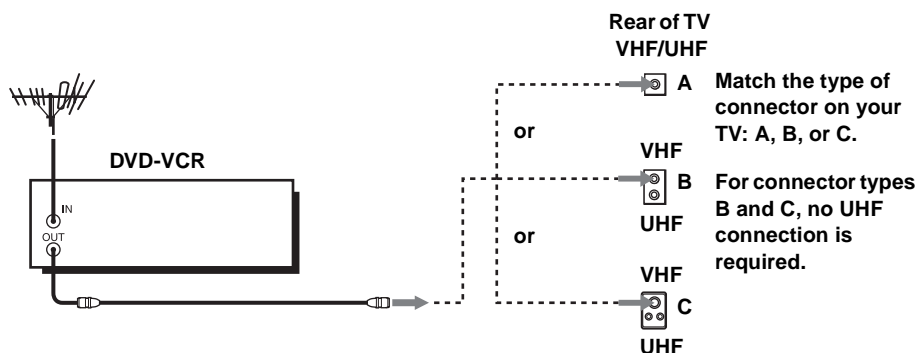 Rear of TV
VHF/UHF
A
Match the type of
connector on your
TV: A, B, or C.
or
VHF
DVD-VCR
B
For connector types
B and C, no UHF
connection is
required.
IN
UHF
OUT
or
VHF
C
UHF